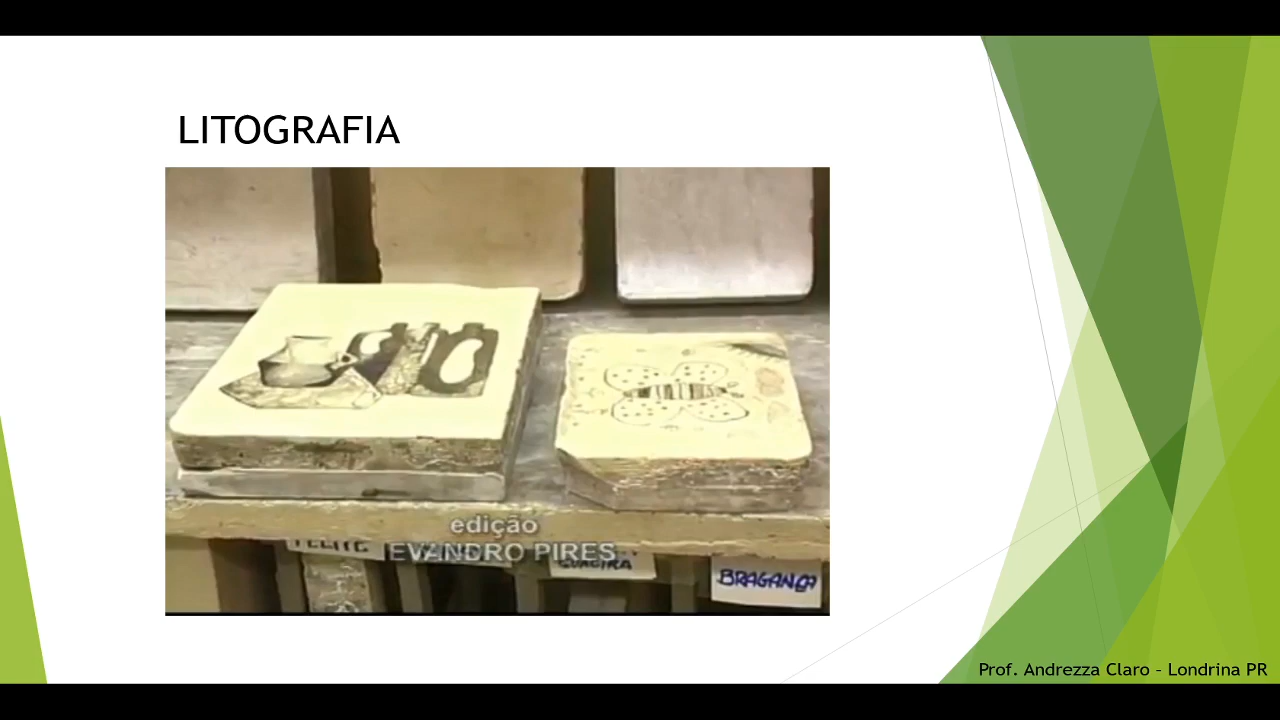 LITOGRAFIA
edição
EVANDRO PIRES
BRAGANÇA
Prof. Andrezza Claro – Londrina PR